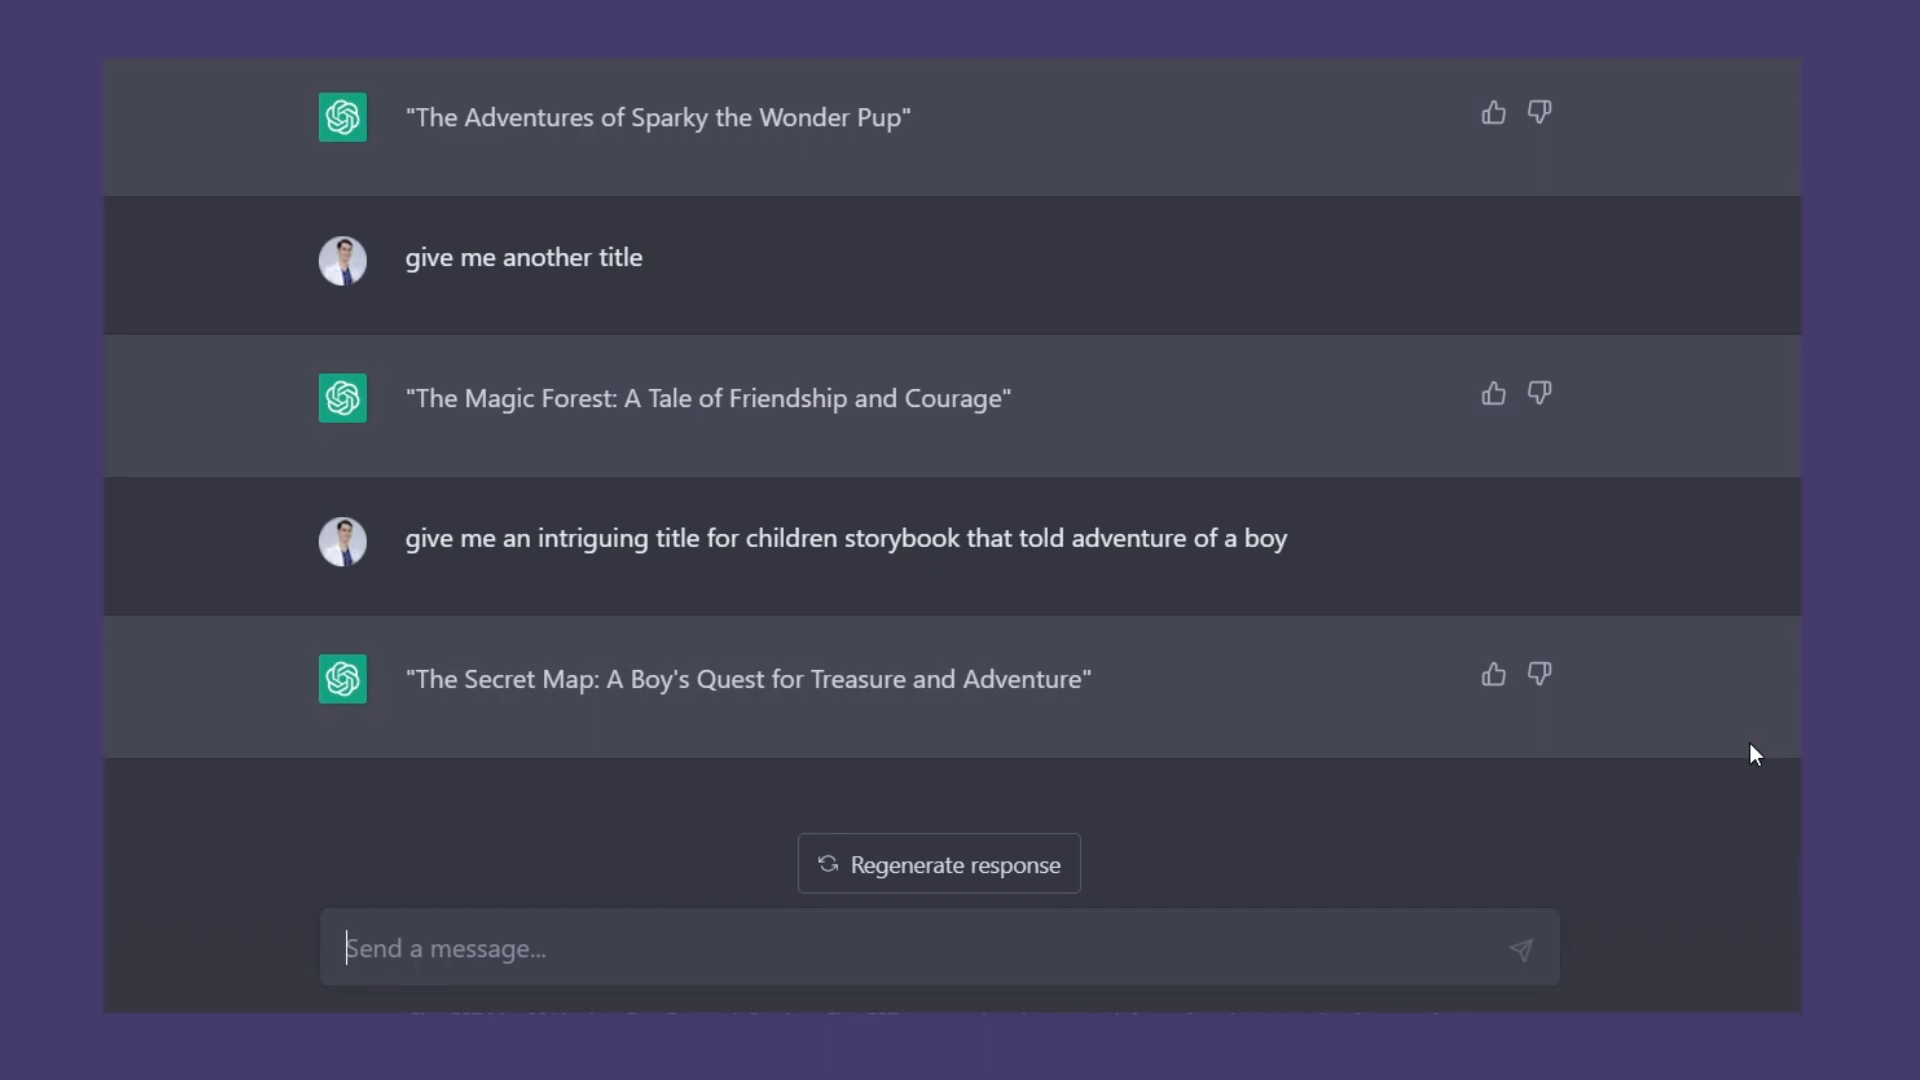 "The Adventures of Sparky the Wonder Pup"
give me another title
"The Magic Forest: A Tale of Friendship and Courage"
give me an intriguing title for children storybook that told adventure of a boy
"The Secret Map: A Boy's Quest for Treasure and Adventure"
Regenerate response
Send a message...